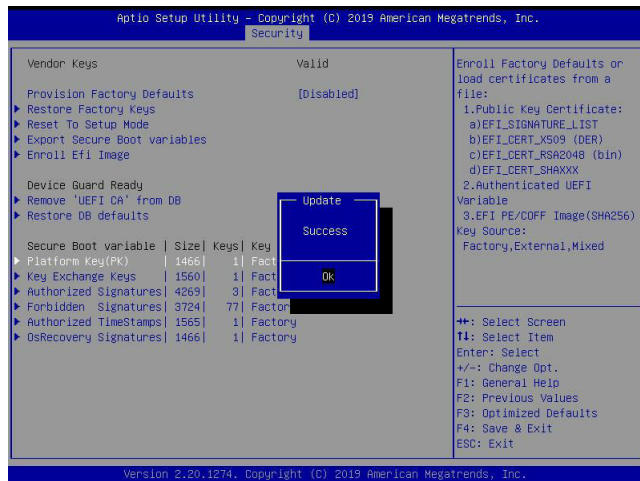 Aptio Setup Utility – Copyright (C) 2019 American Megatrends, Inc.
Security
Vendor Keys Valid
Provision Factory Defaults [Disabled]
Restore Factory Keys
Reset To Setup Mode
Export Secure Boot variables
Enroll Efi Image
Device Guard Ready
Remove 'UEFI CA' from DB
Restore DB defaults
Secure Boot variable | Size| Keys| Key
Platform Key(PK) | 1466| 1| Fact
Key Exchange Keys | 1560| 1| Fact
Authorized Signatures| 4269| 3| Fact
Forbidden Signatures| 3724| 77| Factor
Authorized TimeStamps| 1565| 1| Factory
OsRecovery Signatures| 1466| 1| Factory
Update
Success
Ok
Enroll Factory Defaults or
load certificates from a
file:
1.Public Key Certificate:
a)EFI_SIGNATURE_LIST
b)EFI_CERT_X509 (DER)
c)EFI_CERT_RSA2048 (bin)
d)EFI_CERT_SHAXXX
2.Authenticated UEFI
Variable
3.EFI PE/COFF Image(SHA256)
Key Source:
Factory,External,Mixed
→←: Select Screen
↑↓: Select Item
Enter: Select
+/-: Change Opt.
F1: General Help
F2: Previous Values
F3: Optimized Defaults
F4: Save & Exit
ESC: Exit
Version 2.20.1274. Copyright (C) 2019 American Megatrends, Inc.